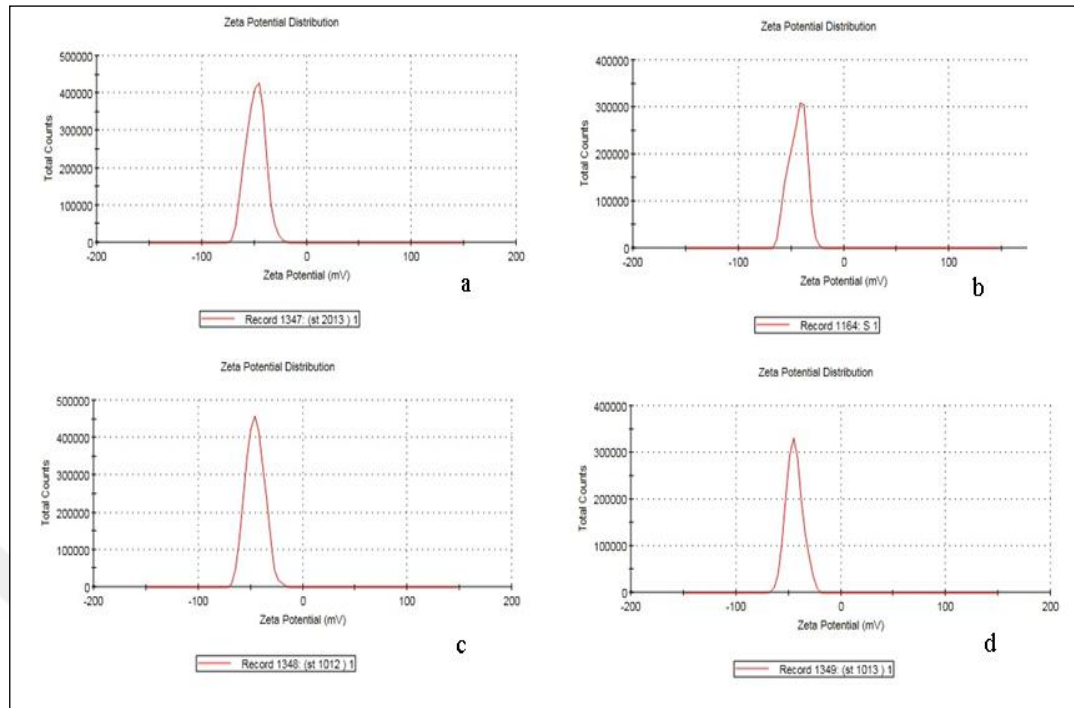 Zeta Potential Distribution
500000
400000
300000
200000
100000
0
Total Counts
-200 -100 0 100 200
Zeta Potential (mV)
a
Record 1347: (st 2013 ) 1
Zeta Potential Distribution
400000
300000
200000
100000
0
Total Counts
-200 -100 0 100
Zeta Potential (mV)
b
Record 1164: S 1
Zeta Potential Distribution
500000
400000
300000
200000
100000
0
Total Counts
-200 -100 0 100 200
Zeta Potential (mV)
c
Record 1348: (st 1012 ) 1
Zeta Potential Distribution
400000
300000
200000
100000
0
Total Counts
-200 -100 0 100 200
Zeta Potential (mV)
d
Record 1349: (st 1013 ) 1